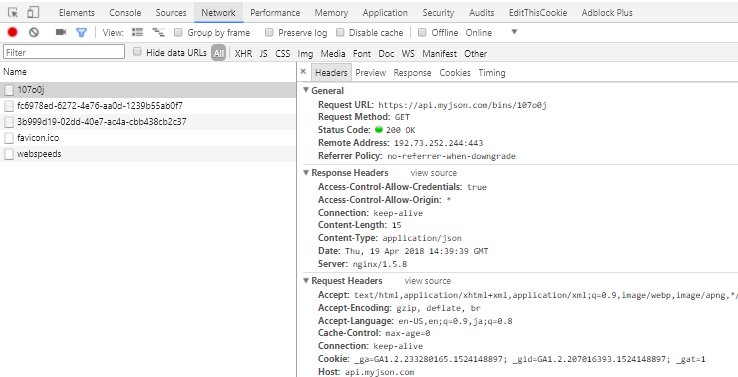 Elements Console Sources Network Performance Memory Application Security Audits EditThisCookie Adblock Plus
View: Group by frame Preserve log Disable cache Offline Online
Filter Hide data URLs All XHR JS CSS Img Media Font Doc WS Manifest Other
Name
107o0j
fc6978ed-6272-4e76-aa0d-1239b55ab0f7
3b999d19-02dd-40e7-ac4a-cbb438cb2c37
favicon.ico
webspeeds
× Headers Preview Response Cookies Timing
General
Request URL: https://api.myjson.com/bins/107o0j
Request Method: GET
Status Code: 200 OK
Remote Address: 192.73.252.244:443
Referrer Policy: no-referrer-when-downgrade
Response Headers view source
Access-Control-Allow-Credentials: true
Access-Control-Allow-Origin: *
Connection: keep-alive
Content-Length: 15
Content-Type: application/json
Date: Thu, 19 Apr 2018 14:39:39 GMT
Server: nginx/1.5.8
Request Headers view source
Accept: text/html,application/xhtml+xml,application/xml;q=0.9,image/webp,image/apng,*/
Accept-Encoding: gzip, deflate, br
Accept-Language: en-US,en;q=0.9,ja;q=0.8
Cache-Control: max-age=0
Connection: keep-alive
Cookie: _ga=GA1.2.233280165.1524148897; _gid=GA1.2.207016393.1524148897; _gat=1
Host: api.myjson.com